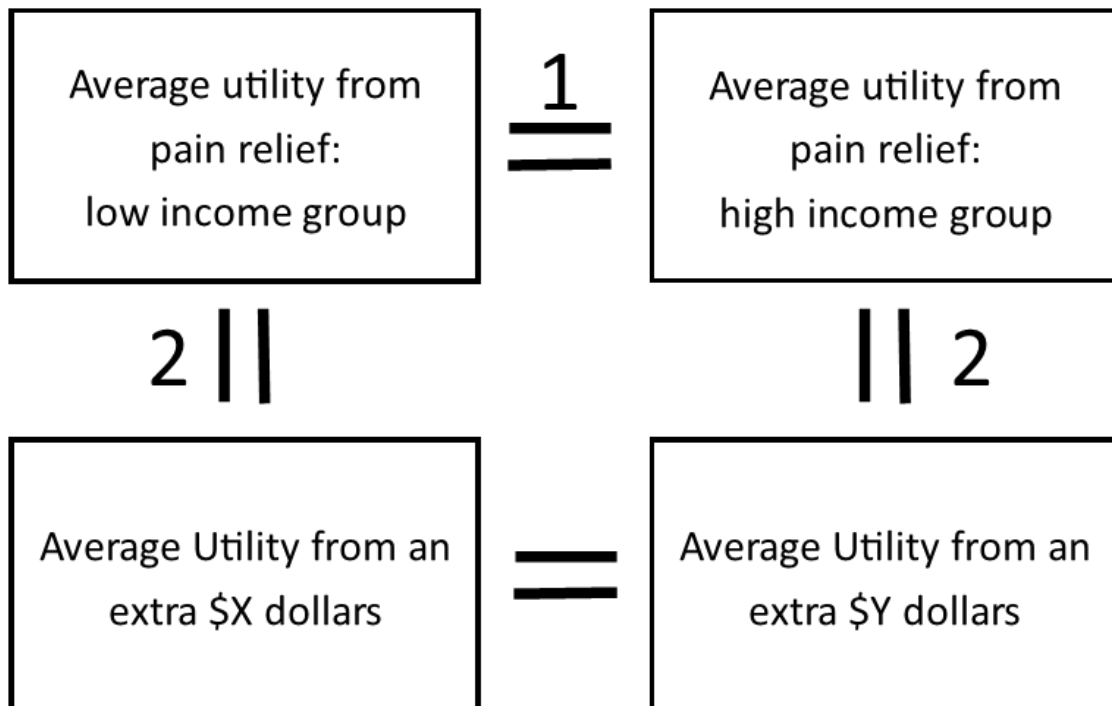 Average utility from
pain relief:
low income group
1
Average utility from
pain relief:
high income group
2
2
Average Utility from an
extra $X dollars
Average Utility from an
extra $Y dollars